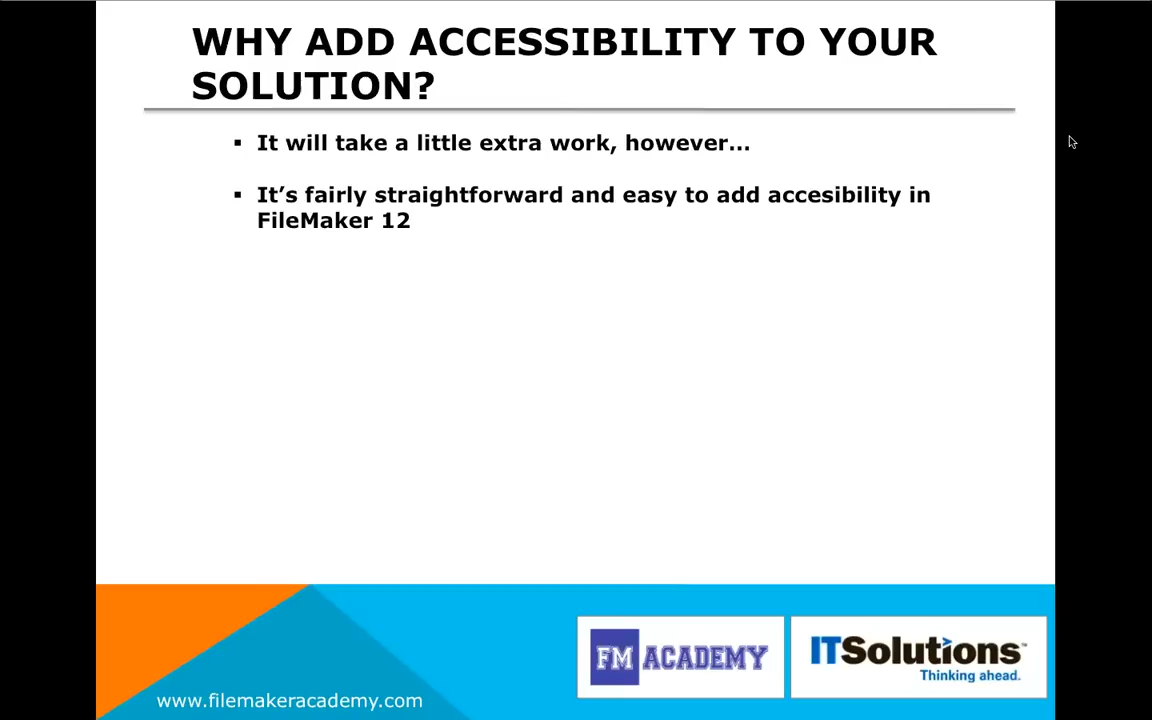 WHY ADD ACCESSIBILITY TO YOUR
SOLUTION?
▪ It will take a little extra work, however...
▪ It's fairly straightforward and easy to add accesibility in
FileMaker 12
FM ACADEMY
ITSolutions™
Thinking ahead.
www.filemakeracademy.com